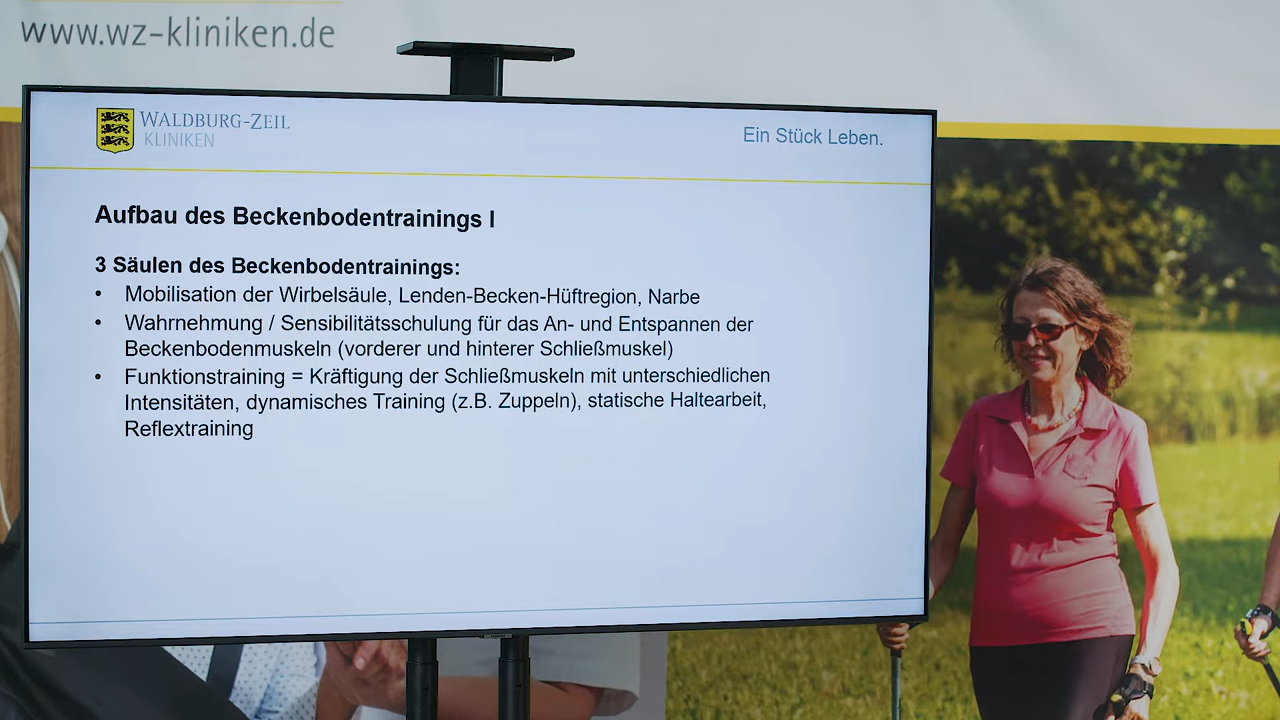 www.wz-kliniken.de
WALDBURG-ZEIL
KLINIKEN
Ein Stück Leben.
Aufbau des Beckenbodentrainings I
3 Säulen des Beckenbodentrainings:
• Mobilisation der Wirbelsäule, Lenden-Becken-Hüftregion, Narbe
• Wahrnehmung / Sensibilitätsschulung für das An- und Entspannen der
Beckenbodenmuskeln (vorderer und hinterer Schließmuskel)
• Funktionstraining = Kräftigung der Schließmuskeln mit unterschiedlichen
Intensitäten, dynamisches Training (z.B. Zuppeln), statische Haltearbeit,
Reflextraining